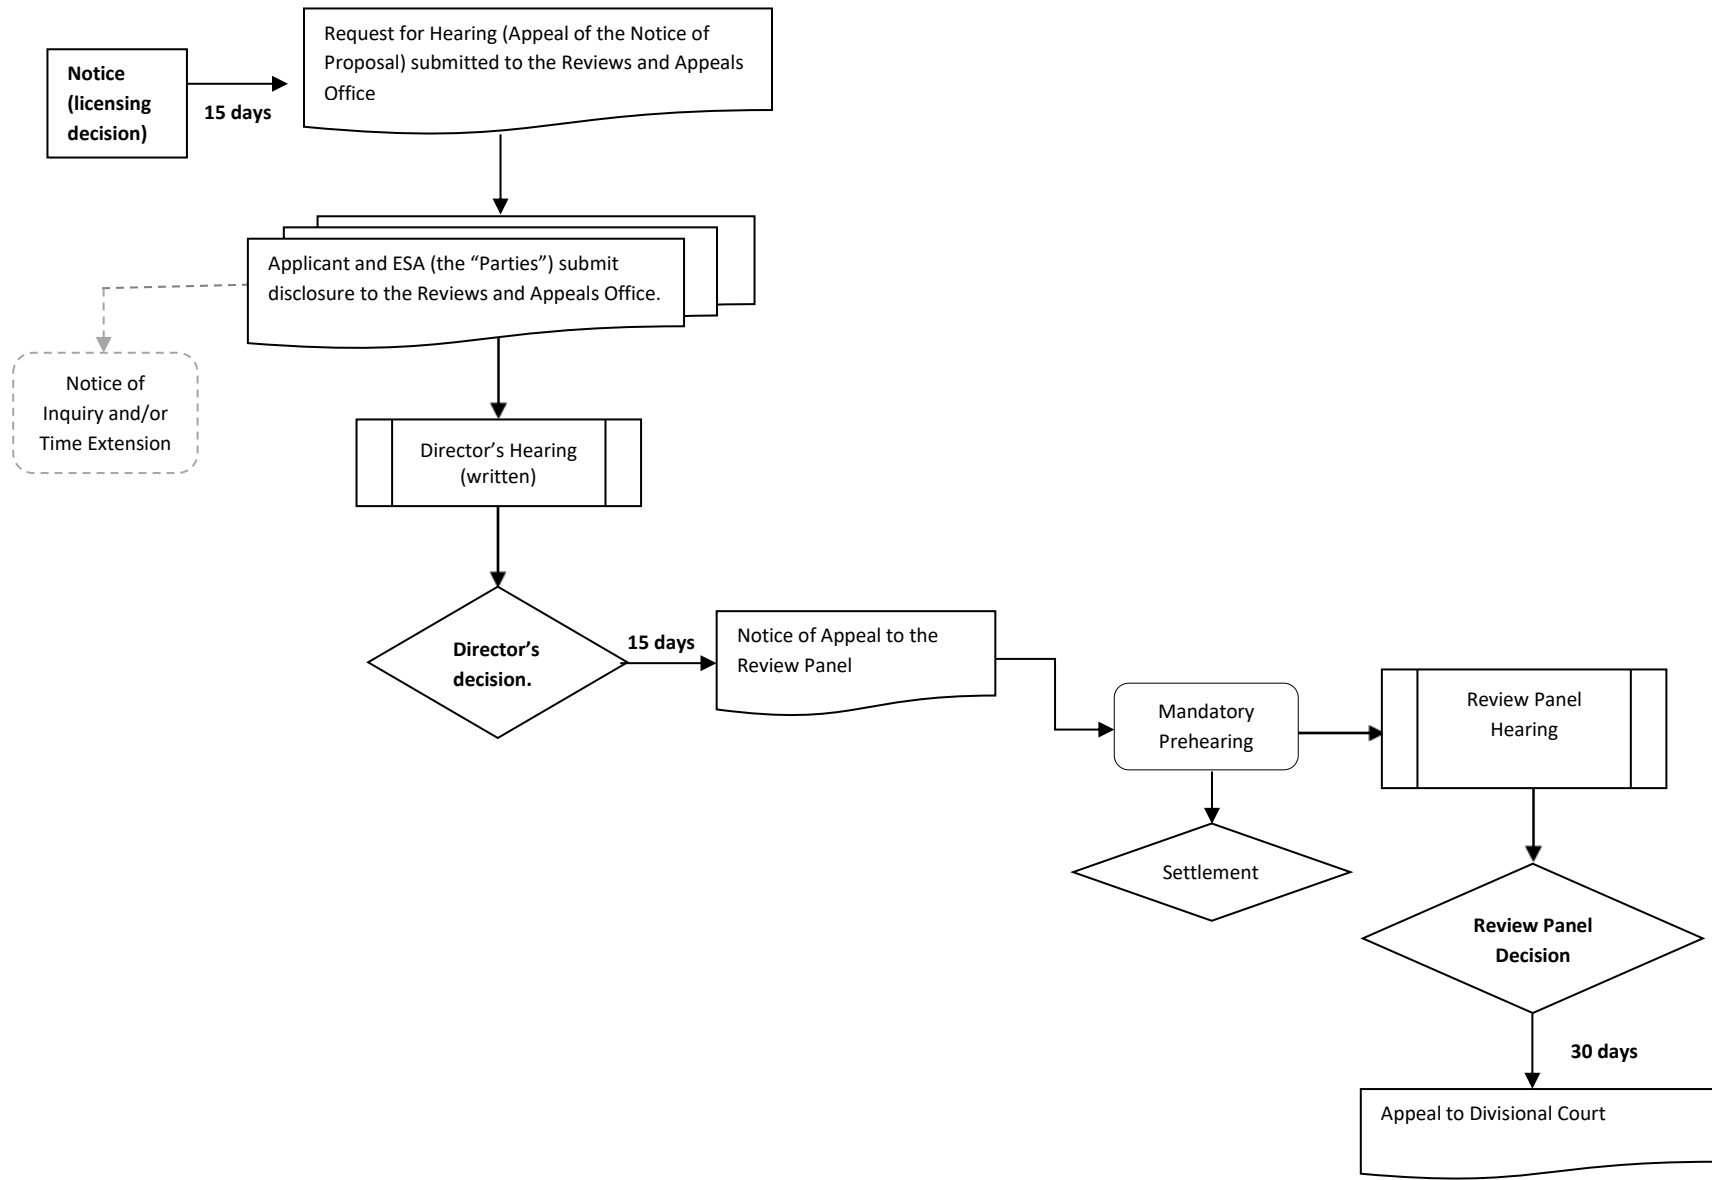 Notice
(licensing
decision)
15 days
Request for Hearing (Appeal of the Notice of
Proposal) submitted to the Reviews and Appeals
Office
Applicant and ESA (the “Parties”) submit
disclosure to the Reviews and Appeals Office.
Notice of
Inquiry and/or
Time Extension
Director’s Hearing
(written)
Director’s
decision.
15 days
Notice of Appeal to the
Review Panel
Mandatory
Prehearing
Review Panel
Hearing
Settlement
Review Panel
Decision
30 days
Appeal to Divisional Court